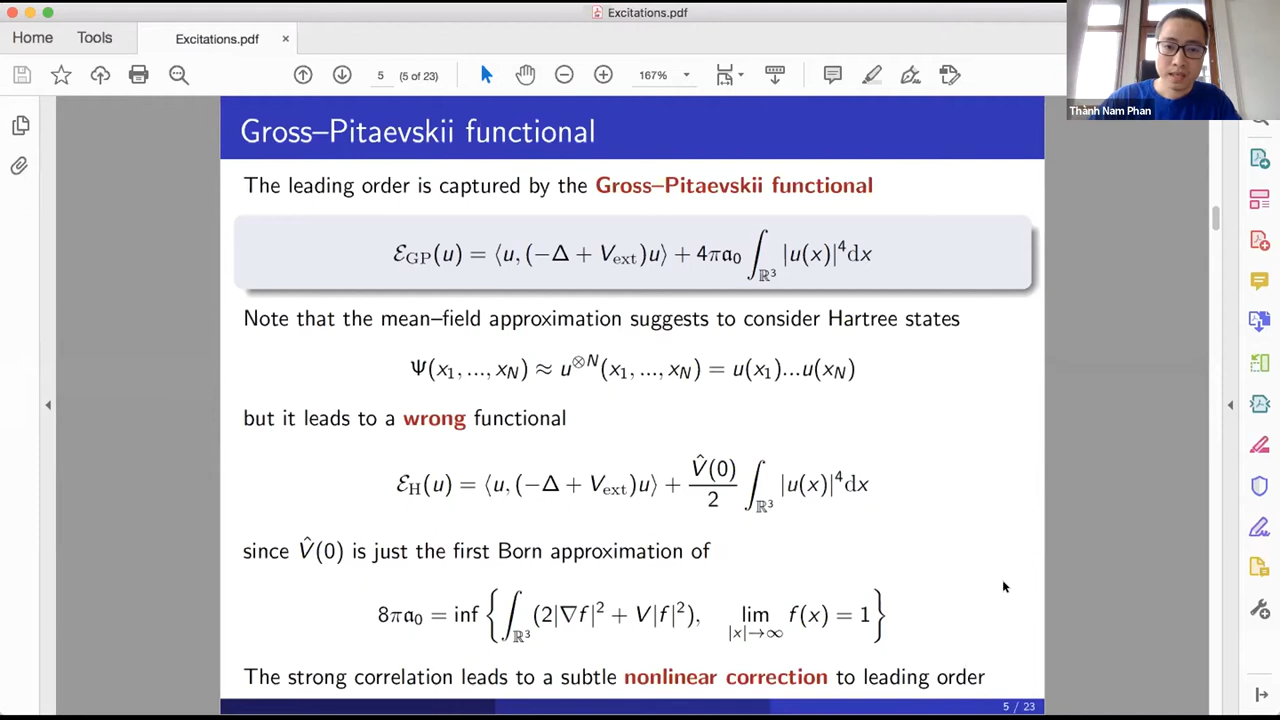 Excitations.pdf
Home
Tools
Excitations.pdf
×
5
(5 of 23)
167%
Thành Nam Phan
Gross–Pitaevskii functional
The leading order is captured by the Gross–Pitaevskii functional
ℰ_GP(u) = ⟨u, (−Δ + V_ext)u⟩ + 4π𝔞₀ ∫_ℝ³ |u(x)|⁴dx
Note that the mean–field approximation suggests to consider Hartree states
Ψ(x₁, ..., x_N) ≈ u^⊗N(x₁, ..., x_N) = u(x₁)...u(x_N)
but it leads to a wrong functional
ℰ_H(u) = ⟨u, (−Δ + V_ext)u⟩ + V̂(0)/2 ∫_ℝ³ |u(x)|⁴dx
since V̂(0) is just the first Born approximation of
8π𝔞₀ = inf { ∫_ℝ³ (2|∇f|² + V|f|²), lim_|x|→∞ f(x) = 1 }
The strong correlation leads to a subtle nonlinear correction to leading order
5 / 23